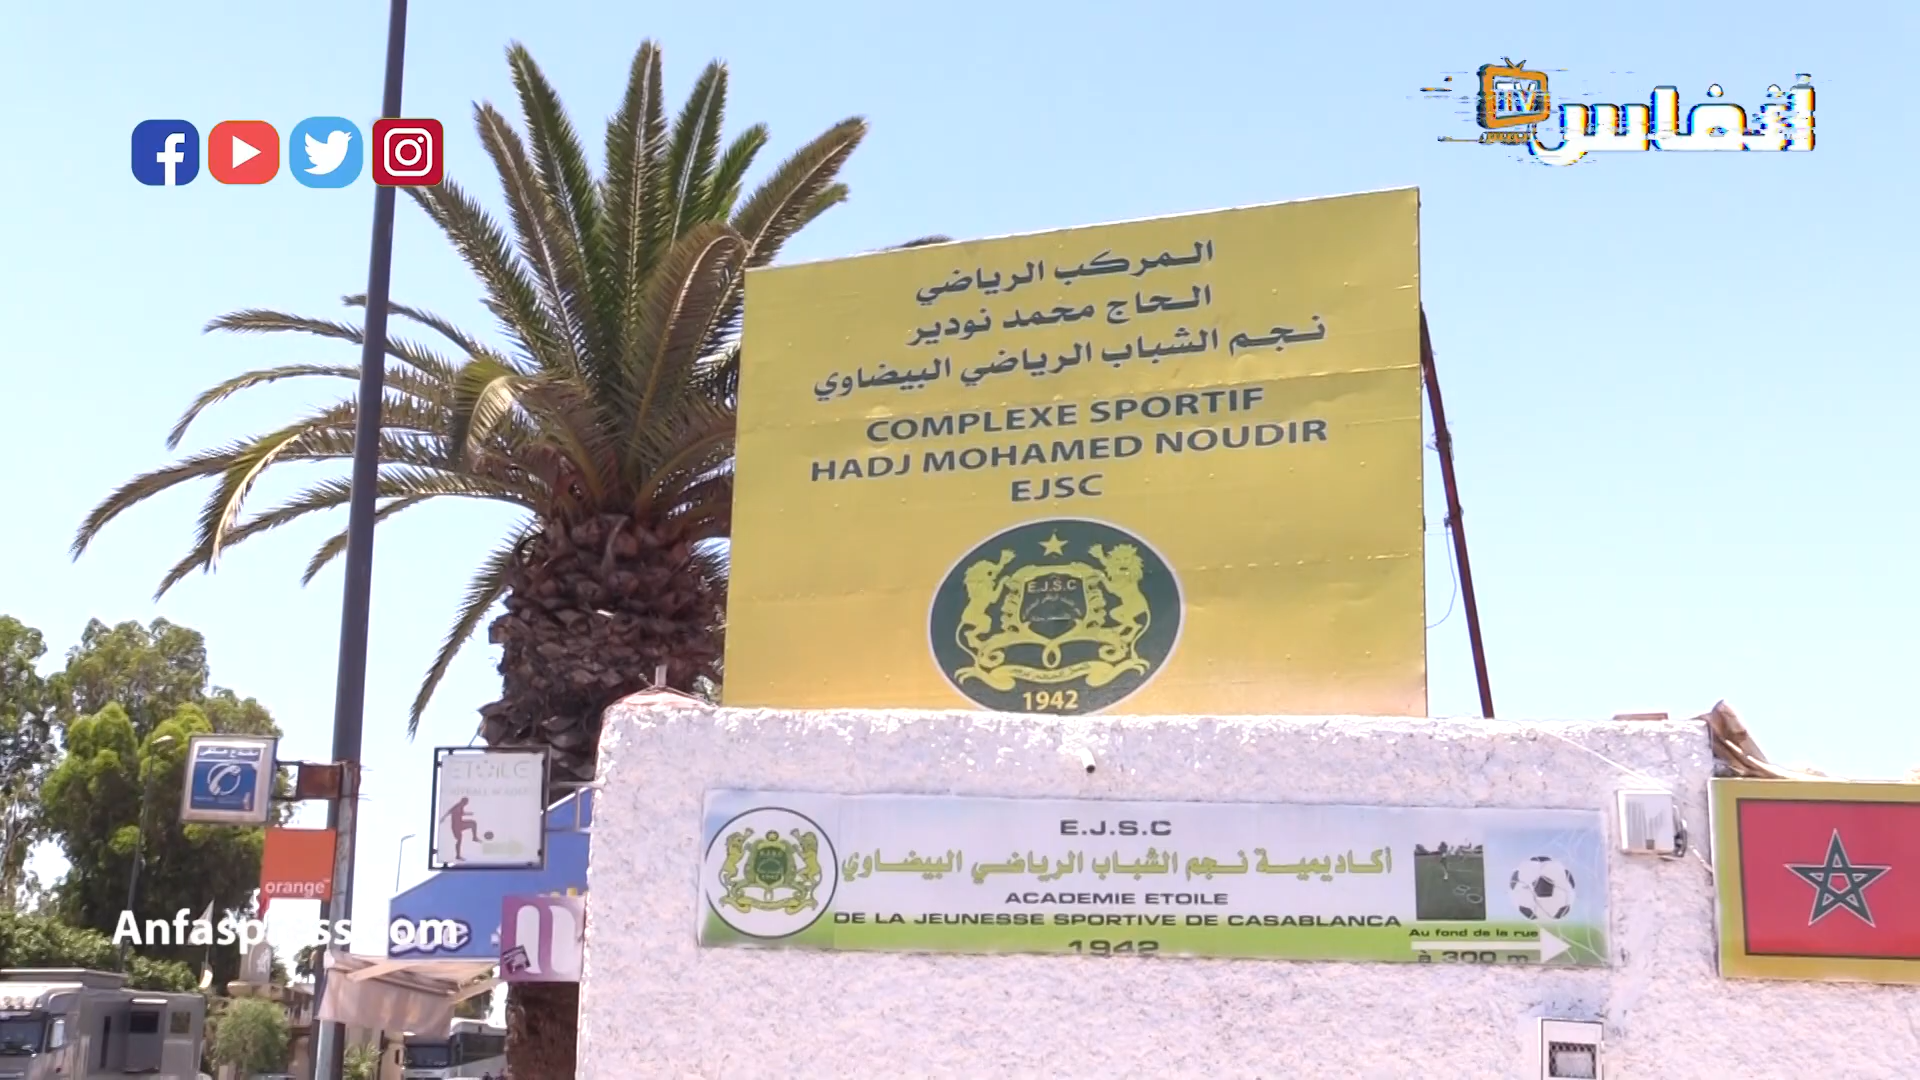 TV
أنفاس
المركب الرياضي
الحاج محمد نودير
نجم الشباب الرياضي البيضاوي
COMPLEXE SPORTIF
HADJ MOHAMED NOUDIR
EJSC
E.J.S.C
1942
ETOILE
orange
Anfaspress.com
E.J.S.C
أكاديمية نجم الشباب الرياضي البيضاوي
ACADEMIE ETOILE
DE LA JEUNESSE SPORTIVE DE CASABLANCA
1942
Au fond de la rue
à 300 m